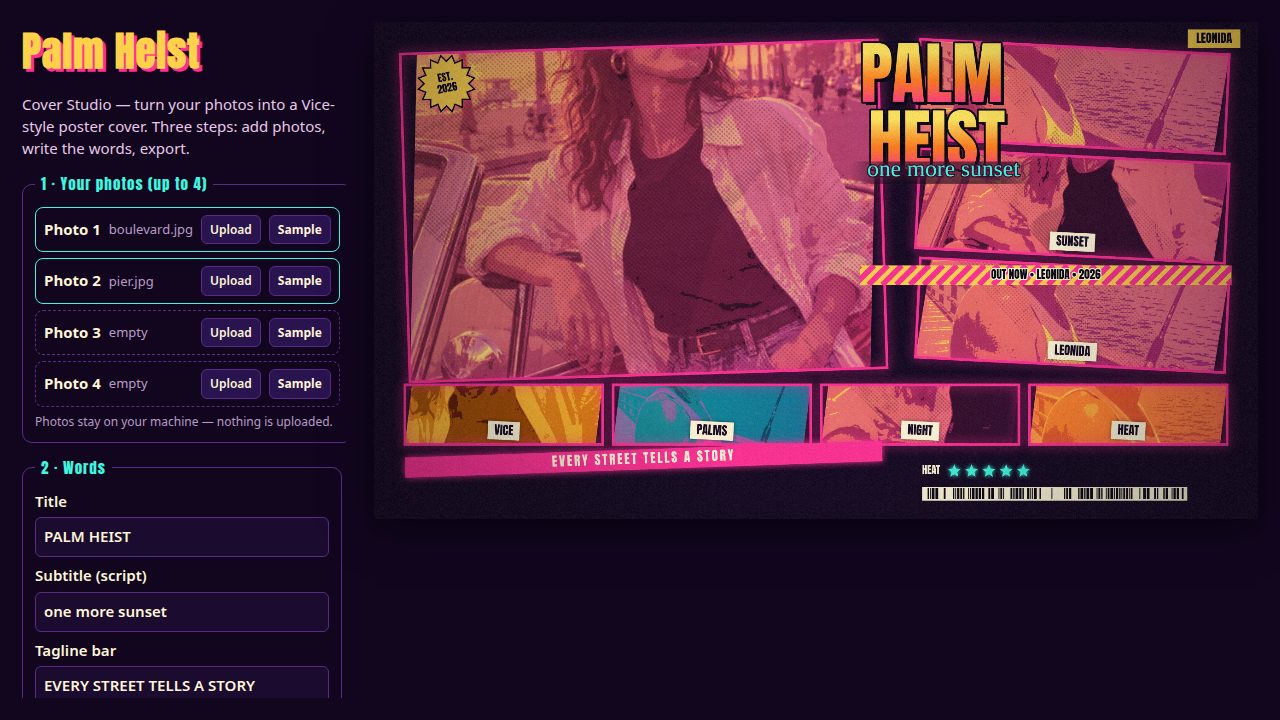 Palm Heist
Cover Studio — turn your photos into a Vice-
style poster cover. Three steps: add photos,
write the words, export.
1 · Your photos (up to 4)
Photo 1 boulevard.jpg Upload Sample
Photo 2 pier.jpg Upload Sample
Photo 3 empty Upload Sample
Photo 4 empty Upload Sample
Photos stay on your machine — nothing is uploaded.
2 · Words
Title
PALM HEIST
Subtitle (script)
one more sunset
Tagline bar
EVERY STREET TELLS A STORY
EST.
2026
LEONIDA
PALM
HEIST
one more sunset
SUNSET
OUT NOW • LEONIDA • 2026
LEONIDA
VICE
PALMS
NIGHT
HEAT
EVERY STREET TELLS A STORY
HEAT ★★★★★